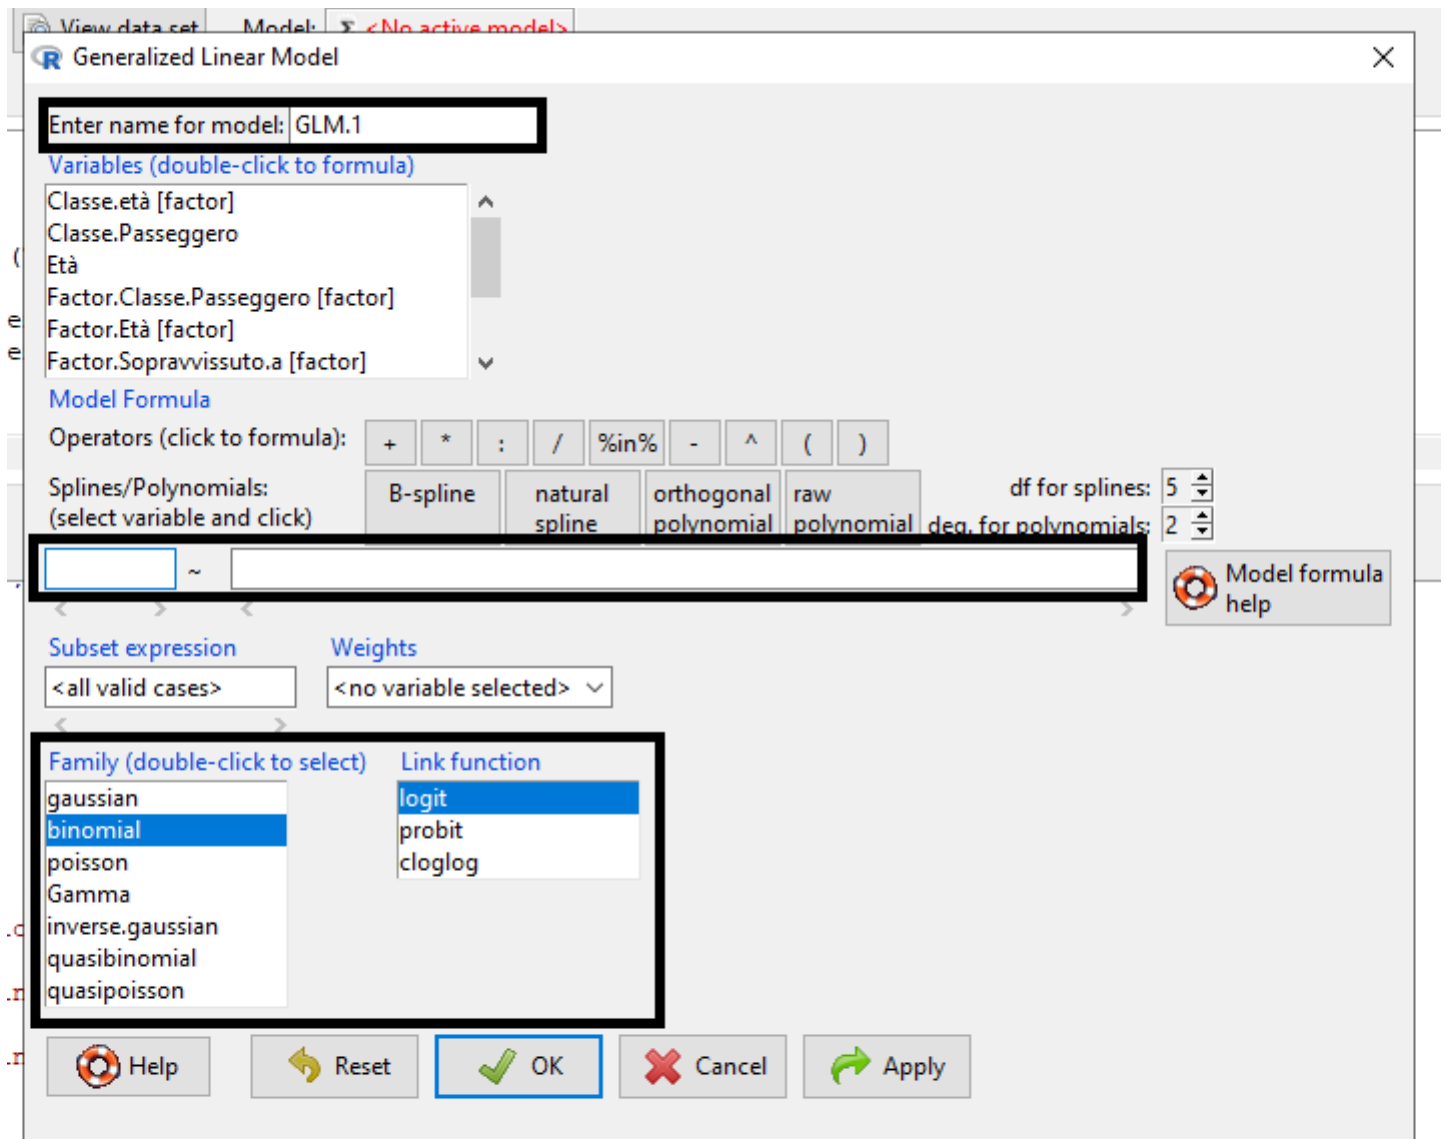 View data set Model: Σ <No active model>
Generalized Linear Model
Enter name for model: GLM.1
Variables (double-click to formula)
Classe.età [factor]
Classe.Passeggero
Età
Factor.Classe.Passeggero [factor]
Factor.Età [factor]
Factor.Sopravvissuto.a [factor]
Model Formula
Operators (click to formula): + * : / %in% - ^ ( )
Splines/Polynomials:
(select variable and click)
B-spline
natural
spline
orthogonal
polynomial
raw
polynomial
df for splines: 5
deg. for polynomials: 2
~
Model formula
help
Subset expression Weights
<all valid cases> <no variable selected>
Family (double-click to select) Link function
gaussian logit
binomial probit
poisson cloglog
Gamma
inverse.gaussian
quasibinomial
quasipoisson
Help Reset OK Cancel Apply